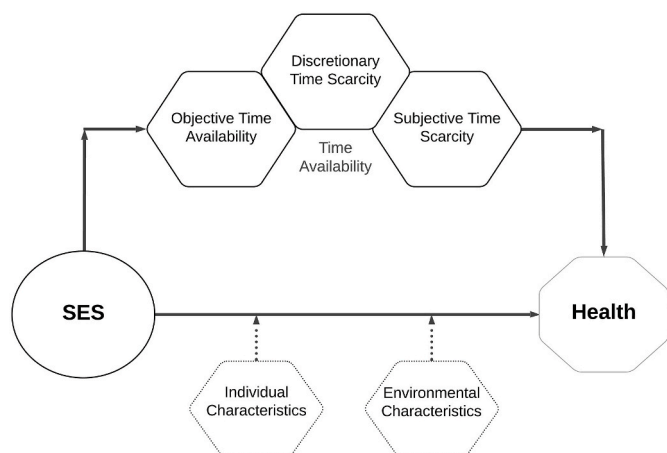 Discretionary
Time Scarcity
Objective Time
Availability
Subjective Time
Scarcity
Time
Availability
SES
Health
Individual
Characteristics
Environmental
Characteristics